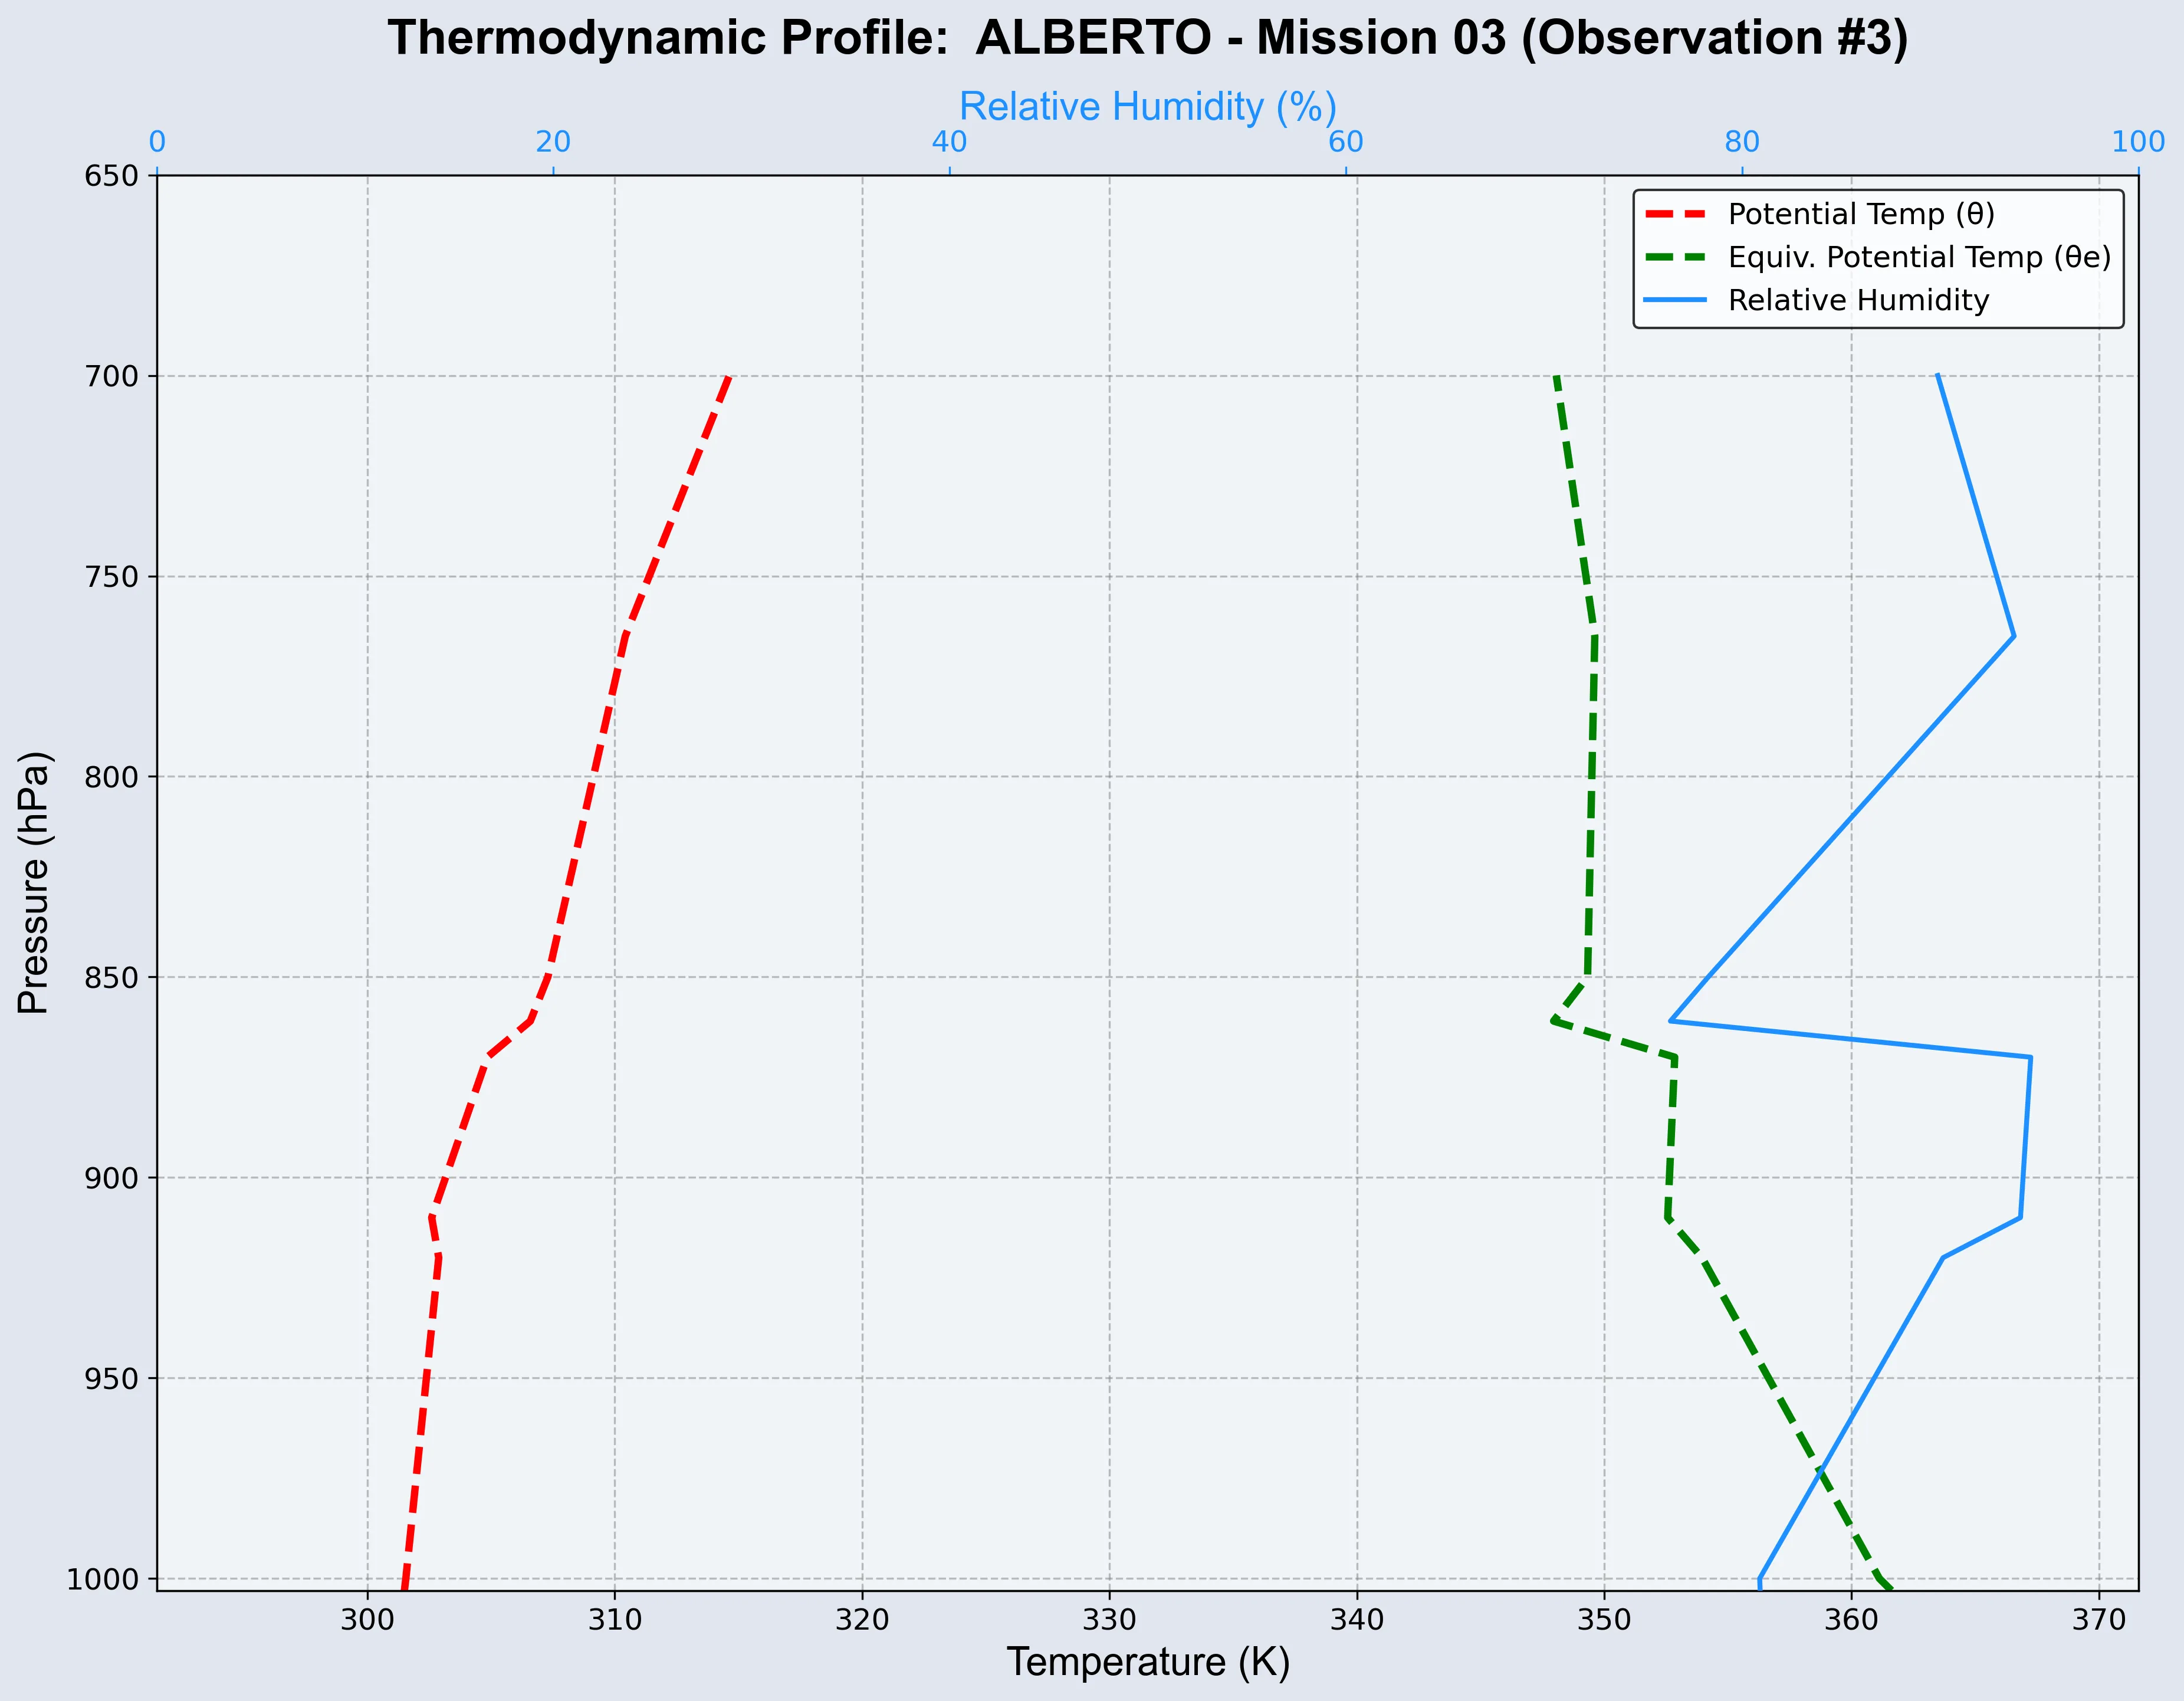 Thermodynamic Profile:  ALBERTO - Mission 03 (Observation #3)
Relative Humidity (%)
0 20 40 60 80 100
Potential Temp (θ)
Equiv. Potential Temp (θe)
Relative Humidity
Pressure (hPa)
650
700
750
800
850
900
950
1000
300 310 320 330 340 350 360 370
Temperature (K)